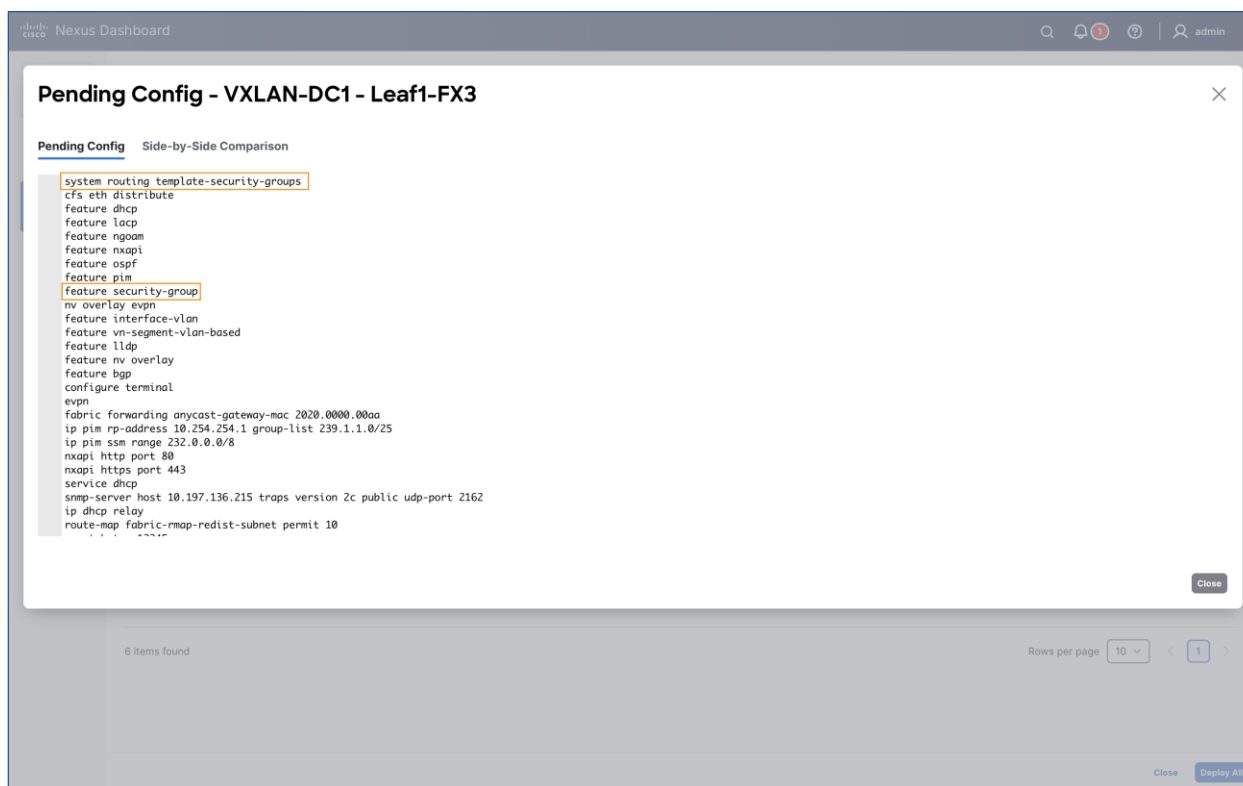 cisco Nexus Dashboard
1
admin
Pending Config - VXLAN-DC1 - Leaf1-FX3
Pending Config Side-by-Side Comparison
system routing template-security-groups
cfs eth distribute
feature dhcp
feature lacp
feature ngoam
feature nxapi
feature ospf
feature pim
feature security-group
nv overlay evpn
feature interface-vlan
feature vn-segment-vlan-based
feature lldp
feature nv overlay
feature bgp
configure terminal
evpn
fabric forwarding anycast-gateway-mac 2020.0000.00aa
ip pim rp-address 10.254.254.1 group-list 239.1.1.0/25
ip pim ssm range 232.0.0.0/8
nxapi http port 80
nxapi https port 443
service dhcp
snmp-server host 10.197.136.215 traps version 2c public udp-port 2162
ip dhcp relay
route-map fabric-rmap-redist-subnet permit 10
Close
6 items found
Rows per page 10 1
Close Deploy All